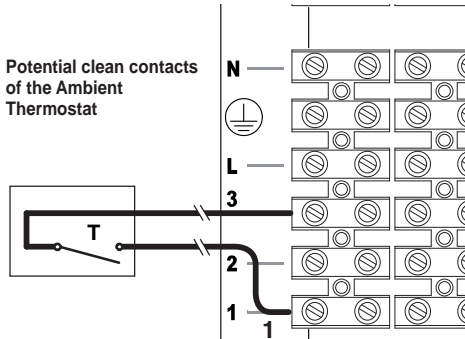 Potential clean contacts
of the Ambient
Thermostat
N
L
3
T
2
1
1